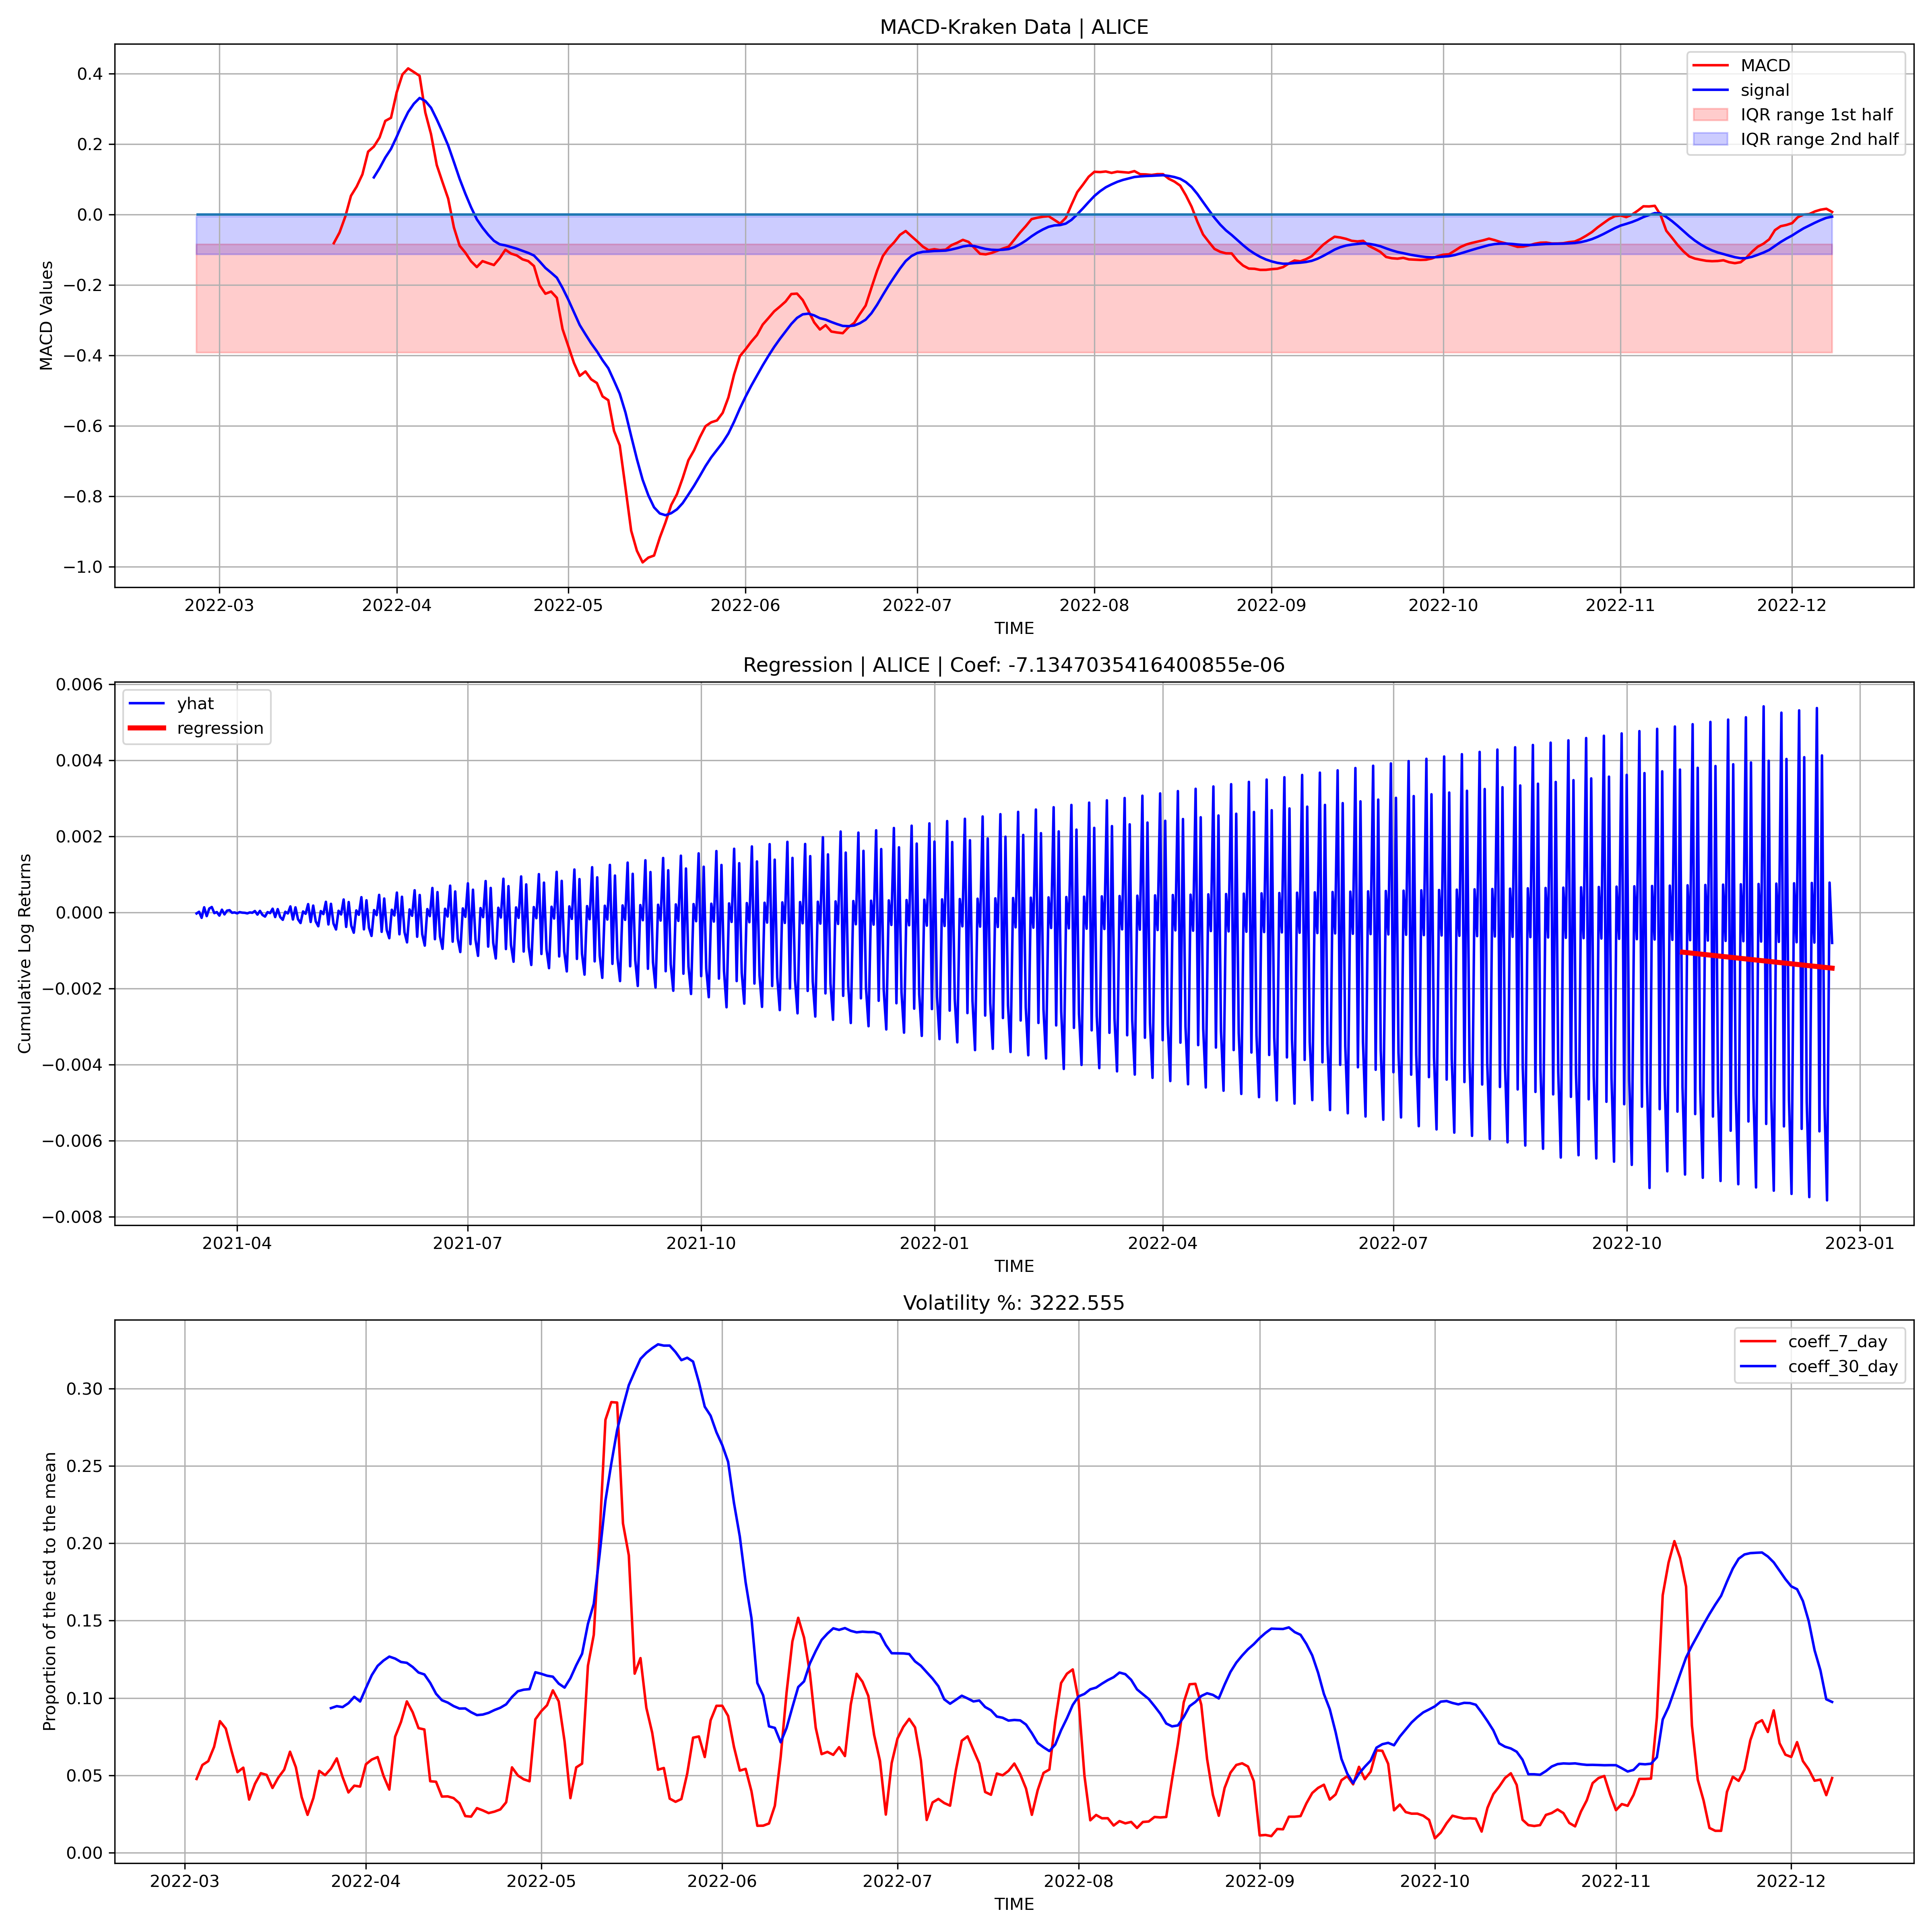 MACD-Kraken Data | ALICE
MACD
signal
IQR range 1st half
IQR range 2nd half
MACD Values
0.4
0.2
0.0
−0.2
−0.4
−0.6
−0.8
−1.0
2022-03 2022-04 2022-05 2022-06 2022-07 2022-08 2022-09 2022-10 2022-11 2022-12
TIME
Regression | ALICE | Coef: -7.1347035416400855e-06
yhat
regression
Cumulative Log Returns
0.006
0.004
0.002
0.000
−0.002
−0.004
−0.006
−0.008
2021-04 2021-07 2021-10 2022-01 2022-04 2022-07 2022-10 2023-01
TIME
Volatility %: 3222.555
coeff_7_day
coeff_30_day
Proportion of the std to the mean
0.30
0.25
0.20
0.15
0.10
0.05
0.00
2022-03 2022-04 2022-05 2022-06 2022-07 2022-08 2022-09 2022-10 2022-11 2022-12
TIME